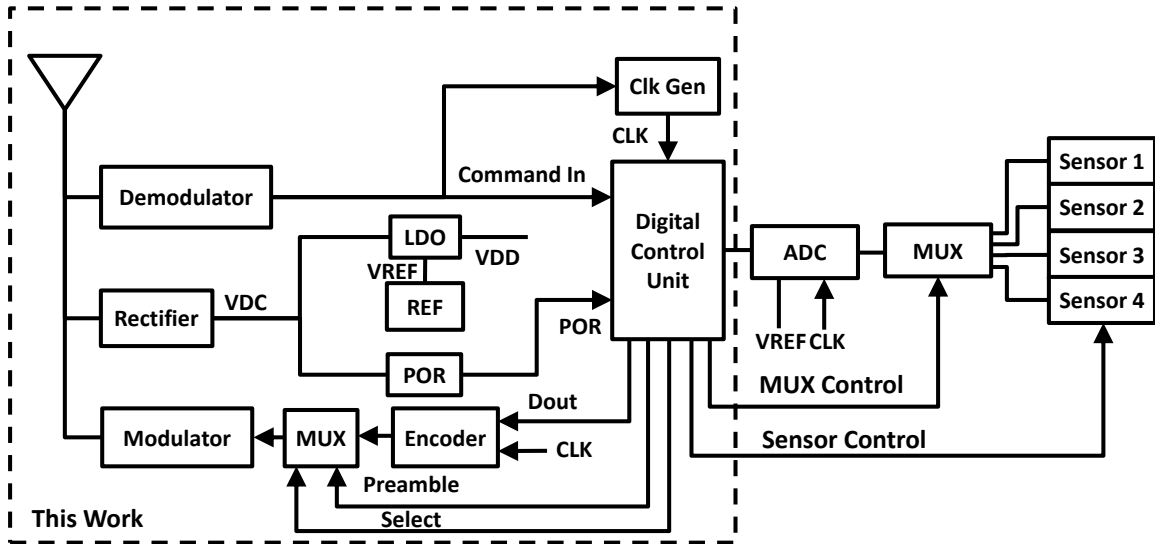 Clk Gen
CLK
Demodulator
Command In
Digital
Control
Unit
LDO
VDD
VREF
REF
Rectifier
VDC
POR
POR
Modulator
MUX
Encoder
Dout
CLK
Preamble
Select
This Work
ADC
VREF CLK
MUX
MUX Control
Sensor Control
Sensor 1
Sensor 2
Sensor 3
Sensor 4